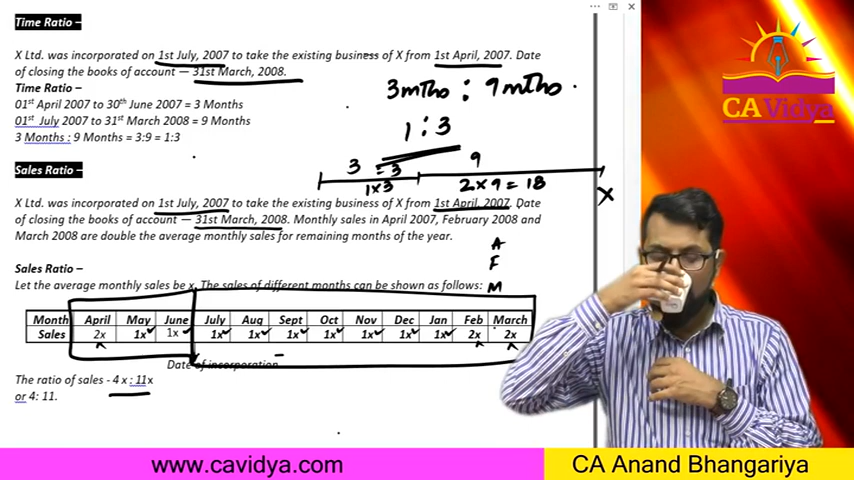 Time Ratio –
X Ltd. was incorporated on 1st July, 2007 to take the existing business of X from 1st April, 2007. Date
of closing the books of account — 31st March, 2008.
Time Ratio –
01st April 2007 to 30th June 2007 = 3 Months
01st July 2007 to 31st March 2008 = 9 Months
3 Months : 9 Months = 3:9 = 1:3
3mths : 9mths.
1:3
3 = 3 9
1x3 2x9 = 18
X
Sales Ratio –
X Ltd. was incorporated on 1st July, 2007 to take the existing business of X from 1st April, 2007. Date
of closing the books of account — 31st March, 2008. Monthly sales in April 2007, February 2008 and
March 2008 are double the average monthly sales for remaining months of the year.
A
F
M
Sales Ratio –
Let the average monthly sales be x. The sales of different months can be shown as follows:
Month April May June July Aug Sept Oct Nov Dec Jan Feb March
Sales 2x 1x 1x 1x 1x 1x 1x 1x 1x 1x 2x 2x
Date of incorporation
The ratio of sales - 4 x : 11x
or 4: 11.
CA Vidya
www.cavidya.com
CA Anand Bhangariya